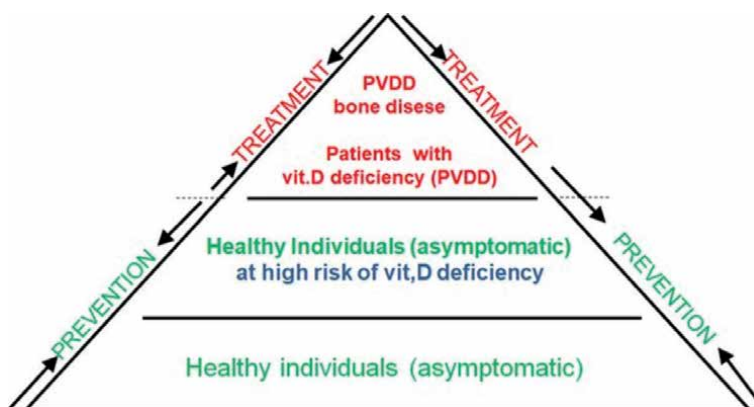 TREATMENT
TREATMENT
PVDD
bone disese
Patients with
vit.D deficiency (PVDD)
Healthy Individuals (asymptomatic)
at high risk of vit,D deficiency
PREVENTION
PREVENTION
Healthy individuals (asymptomatic)